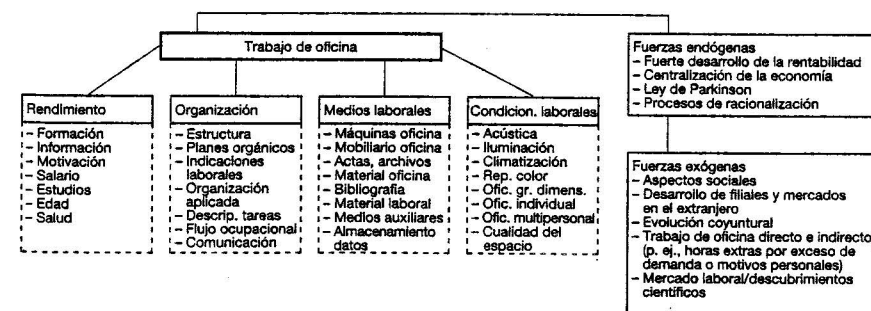 Trabajo de oficina
Rendimiento
– Formación
– Información
– Motivación
– Salario
– Estudios
– Edad
– Salud
Organización
– Estructura
– Planes orgánicos
– Indicaciones
laborales
– Organización
aplicada
– Descrip. tareas
– Flujo ocupacional
– Comunicación
Medios laborales
– Máquinas oficina
– Mobiliario oficina
– Actas, archivos
– Material oficina
– Bibliografía
– Material laboral
– Medios auxiliares
– Almacenamiento
datos
Condicion. laborales
– Acústica
– Iluminación
– Climatización
– Rep. color
– Ofic. gr. dimens.
– Ofic. individual
– Ofic. multipersonal
– Cualidad del
espacio
Fuerzas endógenas
– Fuerte desarrollo de la rentabilidad
– Centralización de la economía
– Ley de Parkinson
– Procesos de racionalización
Fuerzas exógenas
– Aspectos sociales
– Desarrollo de filiales y mercados
en el extranjero
– Evolución coyuntural
– Trabajo de oficina directo e indirecto
(p. ej., horas extras por exceso de
demanda o motivos personales)
– Mercado laboral/descubrimientos
científicos